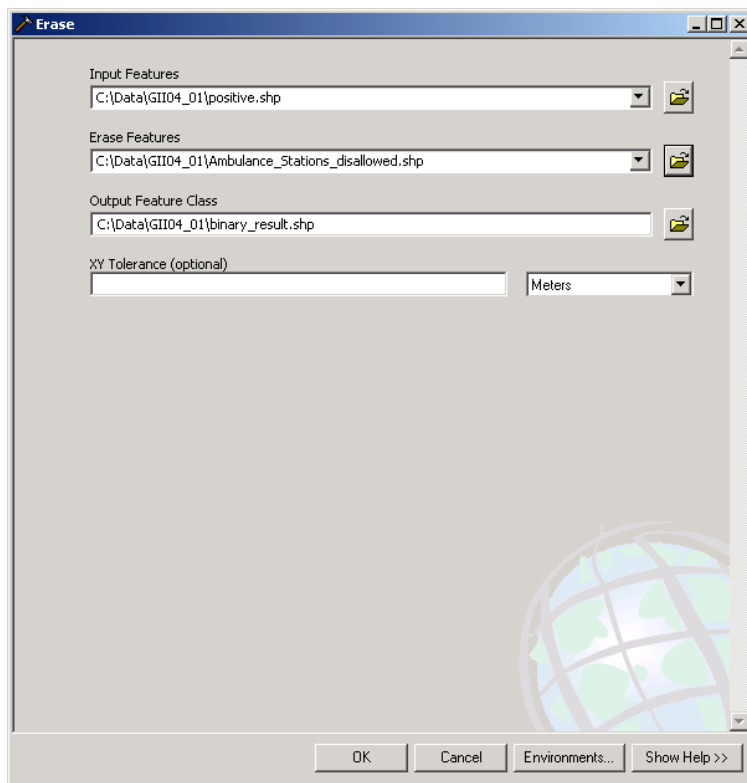 Erase
Input Features
C:\Data\GII04_01\positive.shp
Erase Features
C:\Data\GII04_01\Ambulance_Stations_disallowed.shp
Output Feature Class
C:\Data\GII04_01\binary_result.shp
XY Tolerance (optional)
Meters
OK Cancel Environments... Show Help >>